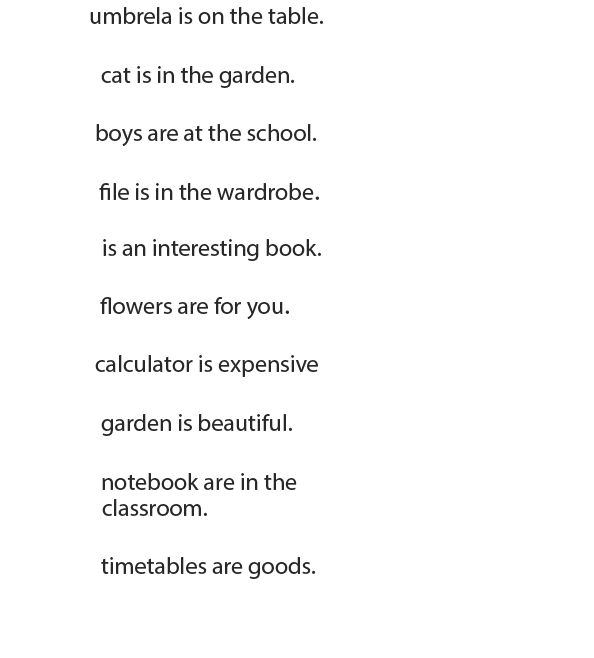 umbrela is on the table.
cat is in the garden.
boys are at the school.
file is in the wardrobe.
is an interesting book.
flowers are for you.
calculator is expensive
garden is beautiful.
notebook are in the
classroom.
timetables are goods.